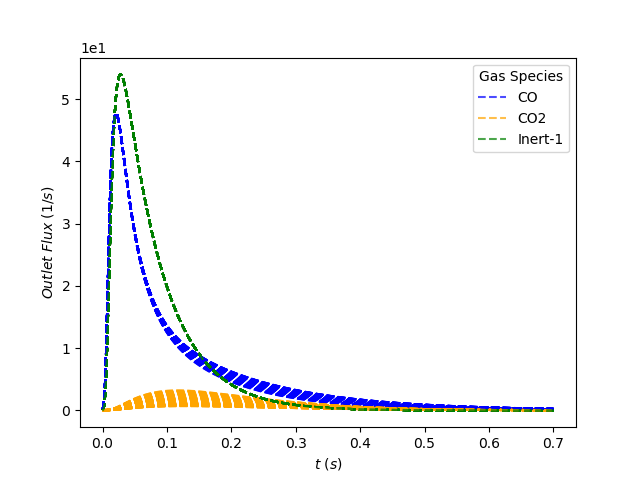 1e1
Outlet Flux (1/s)
5
4
3
2
1
0
0.0 0.1 0.2 0.3 0.4 0.5 0.6 0.7
t (s)
Gas Species
CO
CO2
Inert-1